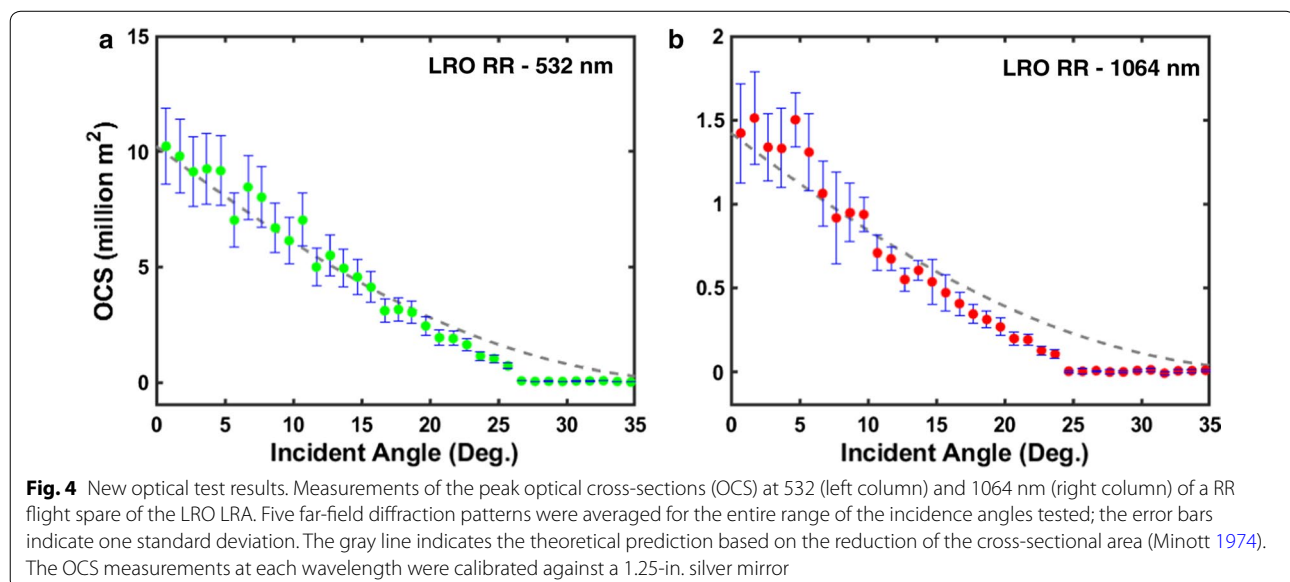 a
LRO RR - 532 nm
OCS (million m²)
15
10
5
0
0 5 10 15 20 25 30 35
Incident Angle (Deg.)
b
LRO RR - 1064 nm
2
1.5
1
0.5
0
0 5 10 15 20 25 30 35
Incident Angle (Deg.)
Fig. 4 New optical test results. Measurements of the peak optical cross-sections (OCS) at 532 (left column) and 1064 nm (right column) of a RR
flight spare of the LRO LRA. Five far-field diffraction patterns were averaged for the entire range of the incidence angles tested; the error bars
indicate one standard deviation. The gray line indicates the theoretical prediction based on the reduction of the cross-sectional area (Minott 1974).
The OCS measurements at each wavelength were calibrated against a 1.25-in. silver mirror